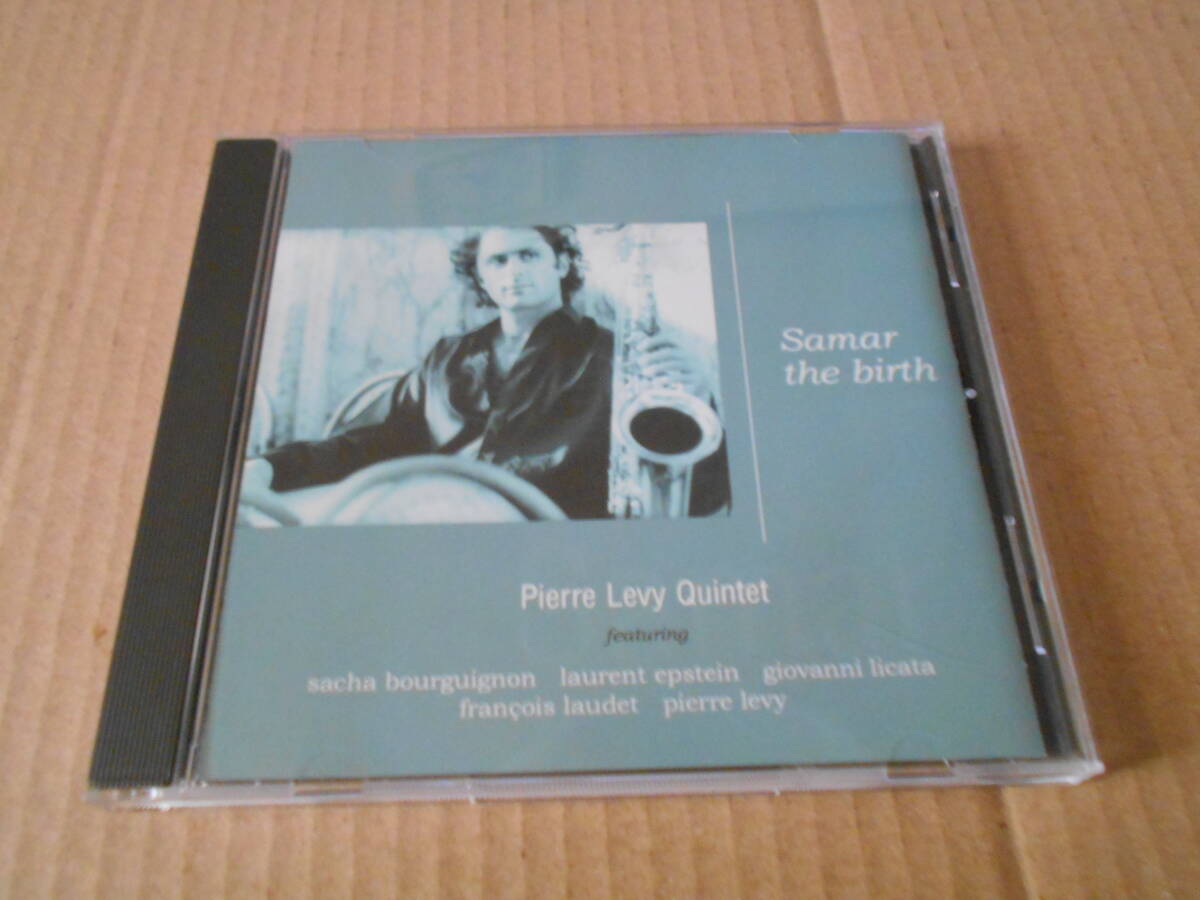 Samar
the birth
Pierre Levy Quintet
featuring
sacha bourguignon laurent epstein giovanni licata
françois laudet pierre levy